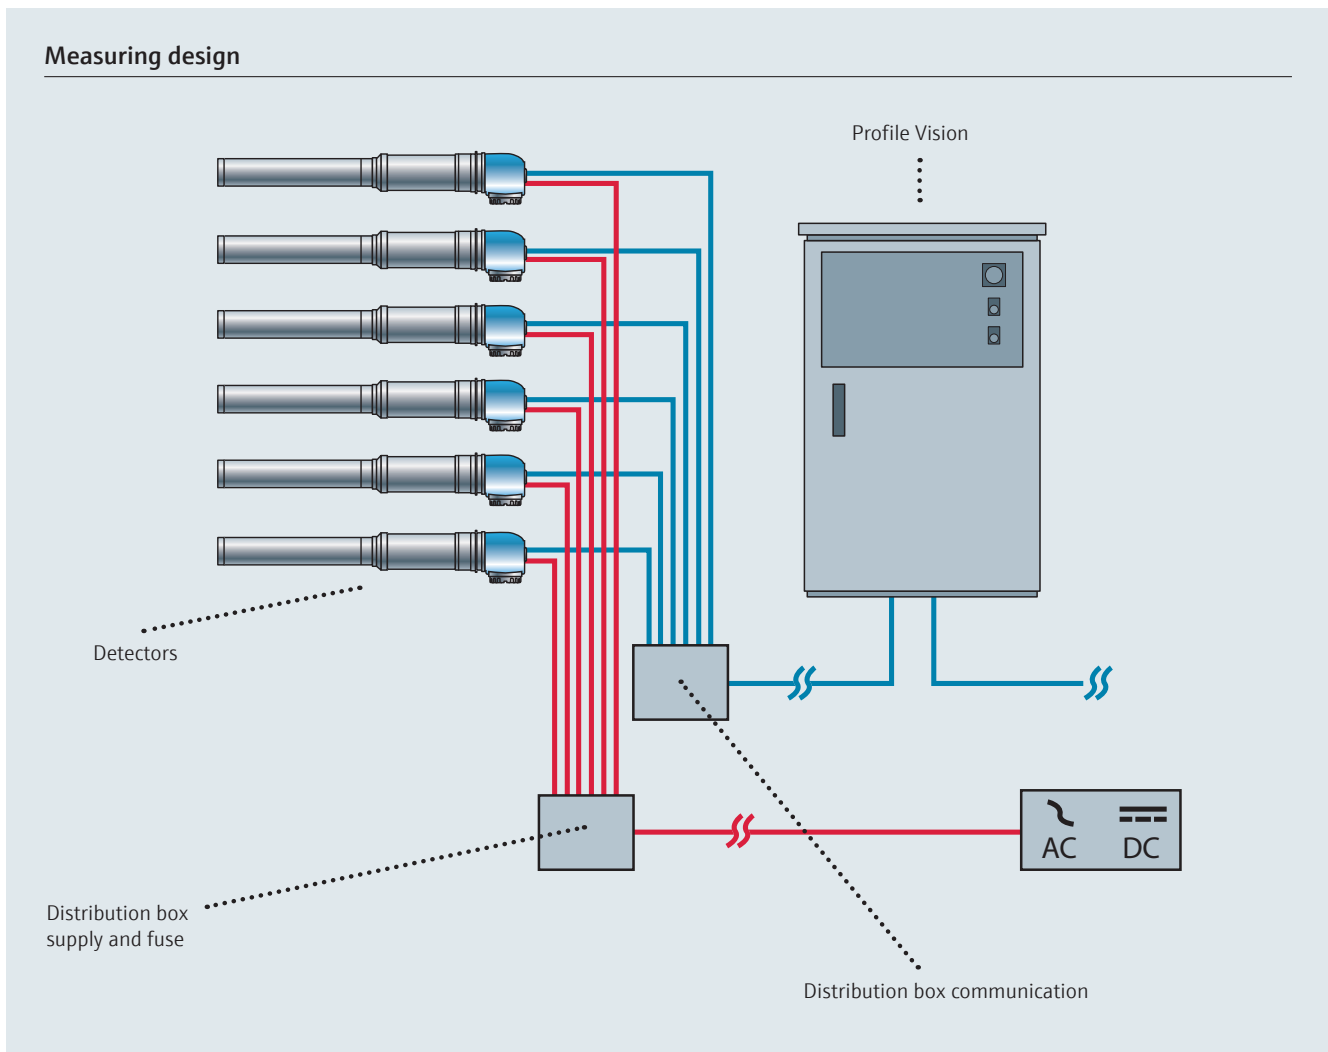 Measuring design
Profile Vision
Detectors
AC DC
Distribution box
supply and fuse
Distribution box communication